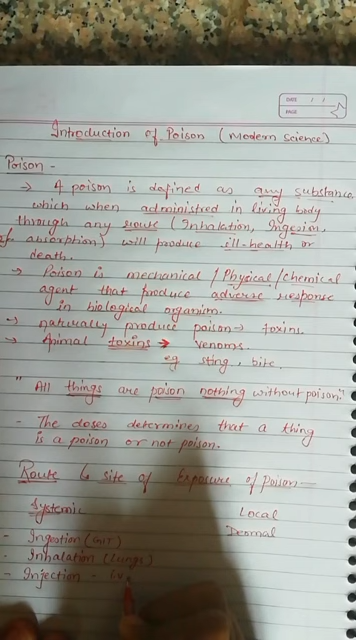 DATE / /
PAGE
Introduction of Poison (Modern Science)
Poison -
→ A poison is defined as any substance
which when administred in living body
through any route (Inhalation, Ingesion,
absorption) will produce ill-health or
death.
→ Poison is mechanical / Physical / Chemical
agent that produce adverse response
in biological organism.
→ naturally produce poison → toxins.
→ Animal toxins → venoms.
eg sting, bite.
"All things are poison nothing without poison."
- The doses determines that a thing
is a poison or not poison.
Route & site of Exposure of Poison —
Systemic Local
- Ingestion (GIT) Dermal
- Inhalation (Lungs)
- Injection - iv